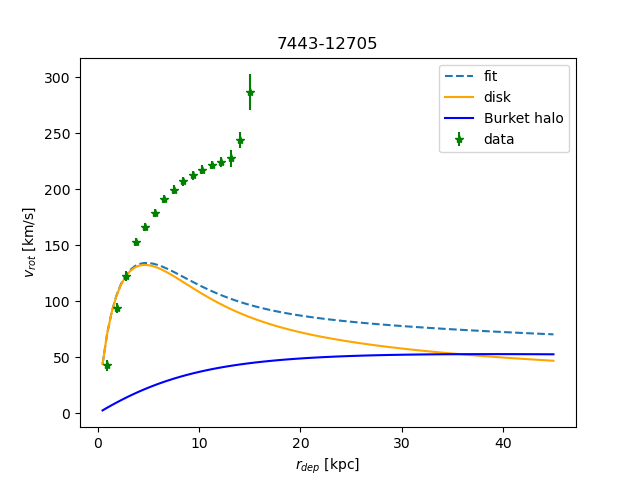 7443-12705
300
250
200
150
100
50
0
v_rot [km/s]
fit
disk
Burket halo
data
0 10 20 30 40
r_dep [kpc]